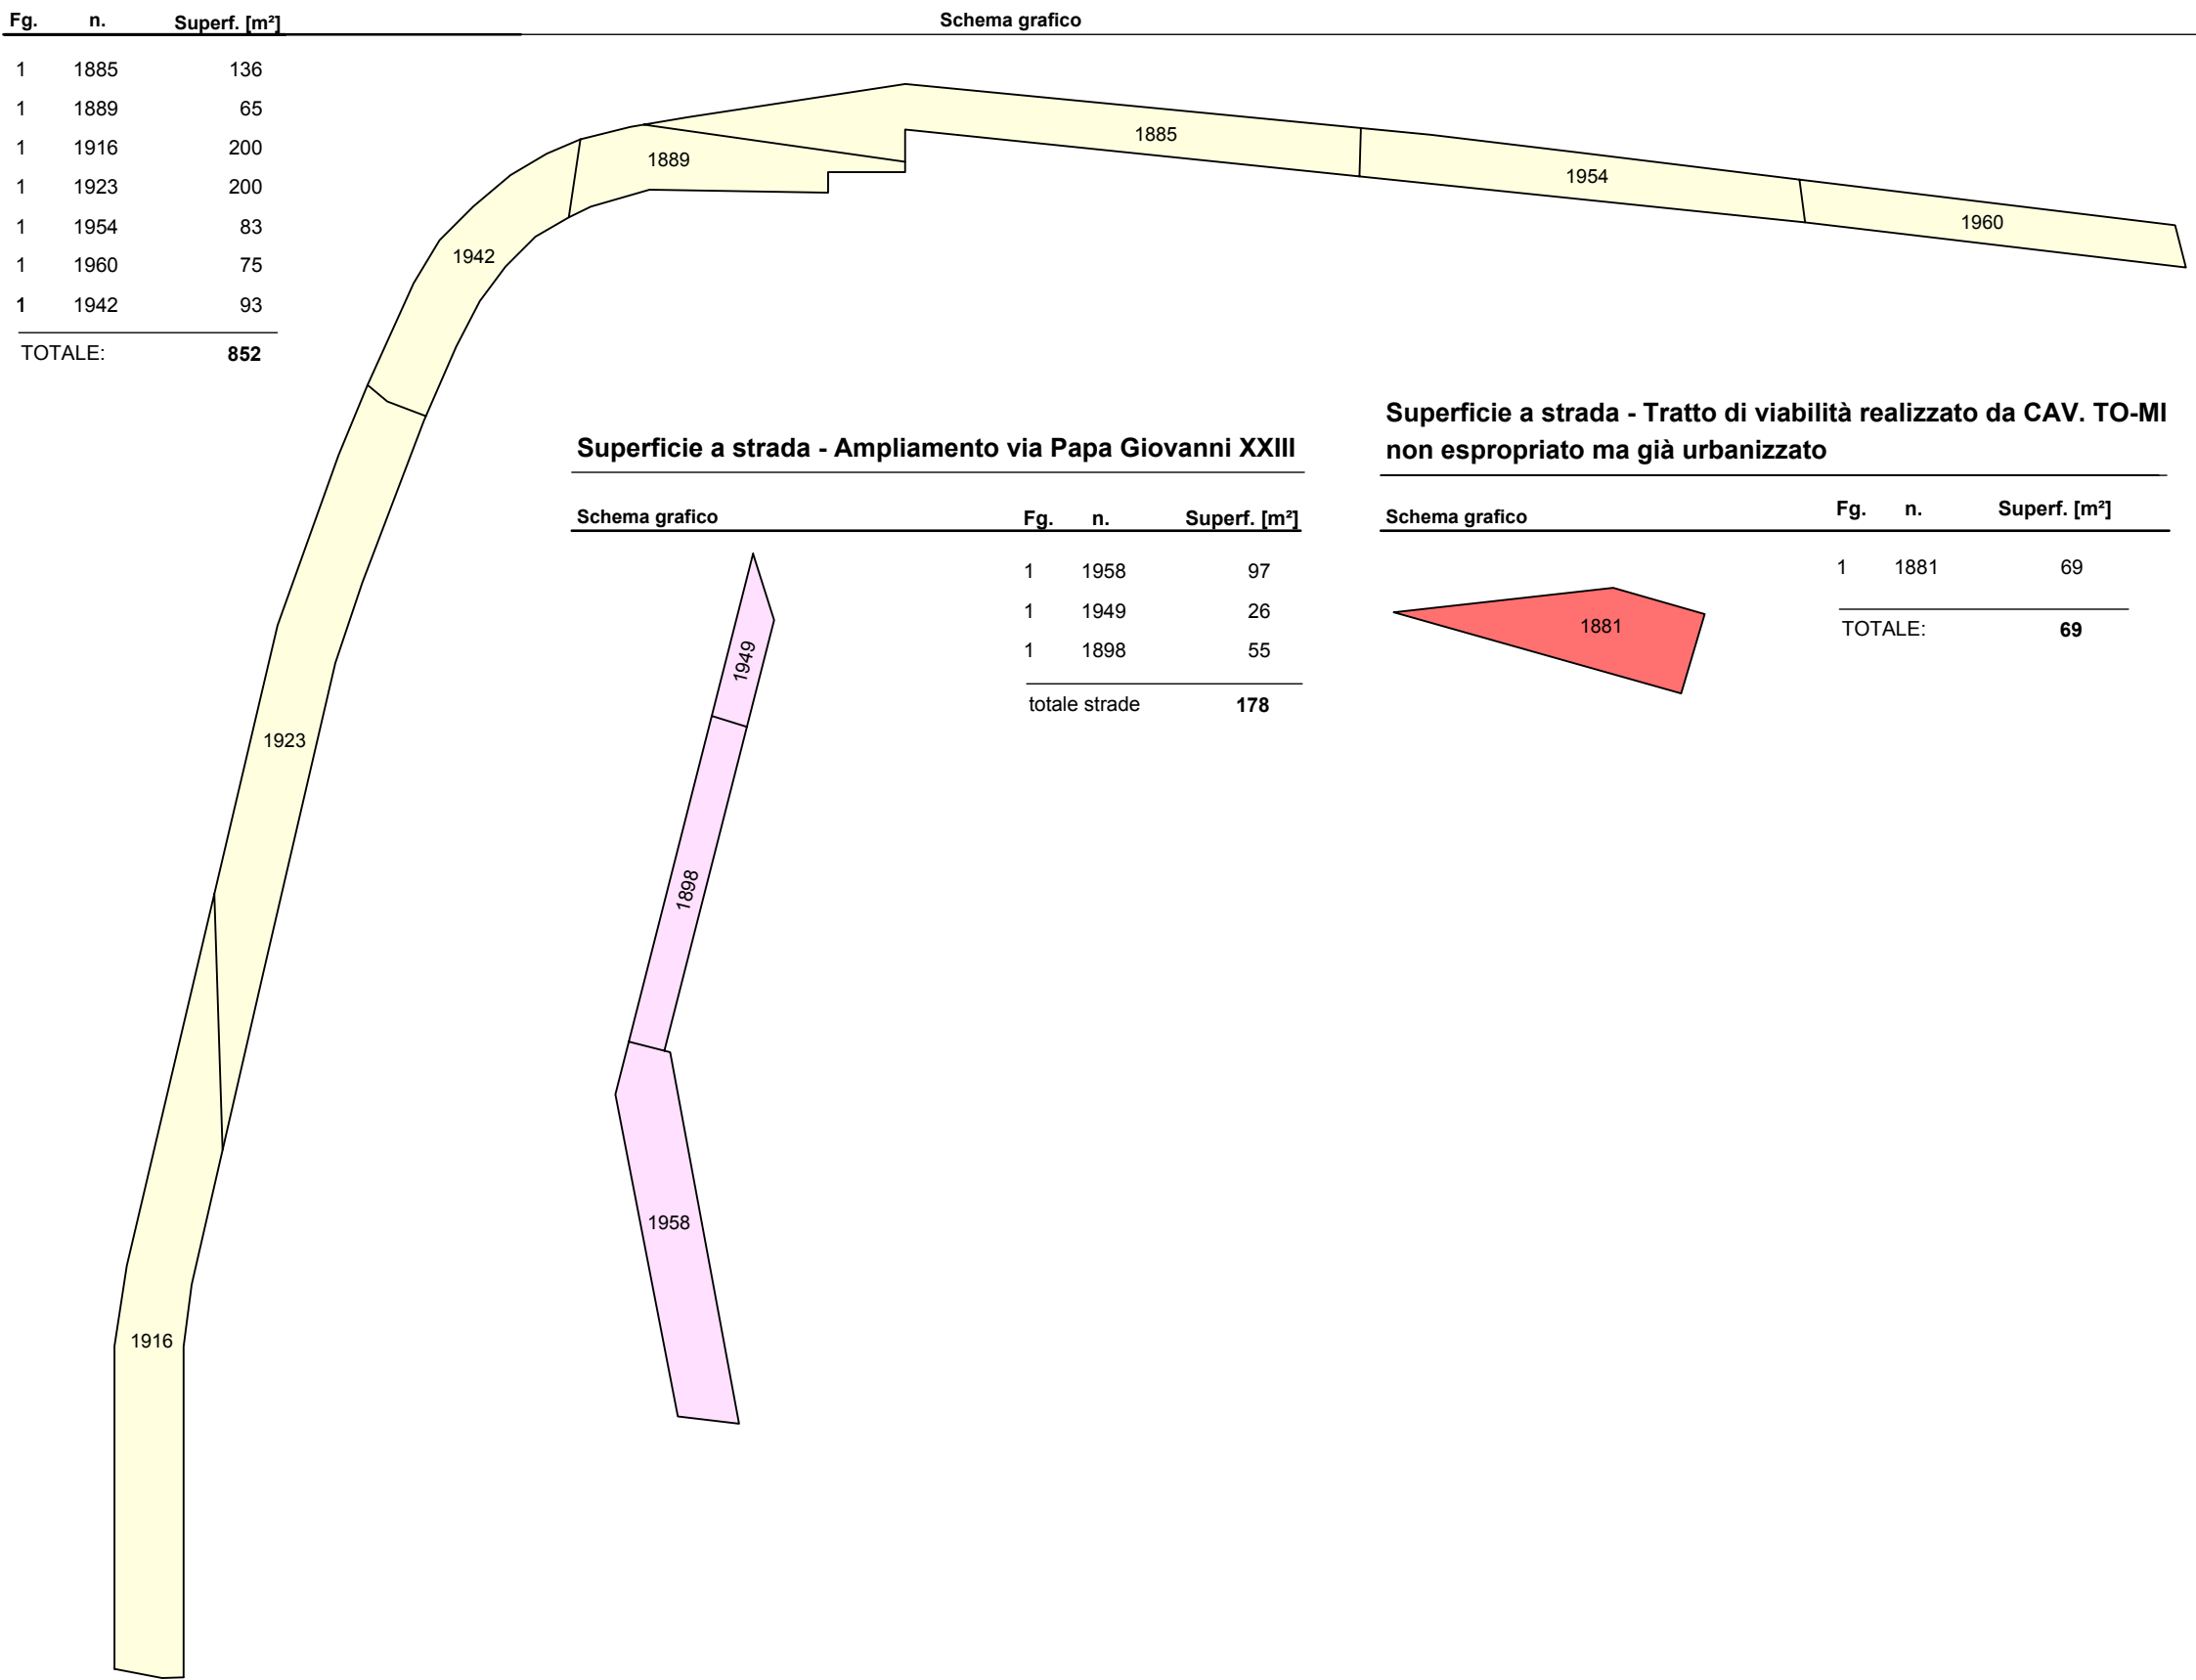 Fg. n. Superf. [m²] Schema grafico
1 1885 136
1 1889 65
1 1916 200
1 1923 200
1 1954 83
1 1960 75
1 1942 93
TOTALE: 852
1885
1889
1954
1960
1942
1923
1916
Superficie a strada - Ampliamento via Papa Giovanni XXIII
Schema grafico Fg. n. Superf. [m²]
1 1958 97
1 1949 26
1 1898 55
totale strade 178
1949
1898
1958
Superficie a strada - Tratto di viabilità realizzato da CAV. TO-MI
non espropriato ma già urbanizzato
Schema grafico Fg. n. Superf. [m²]
1 1881 69
TOTALE: 69
1881